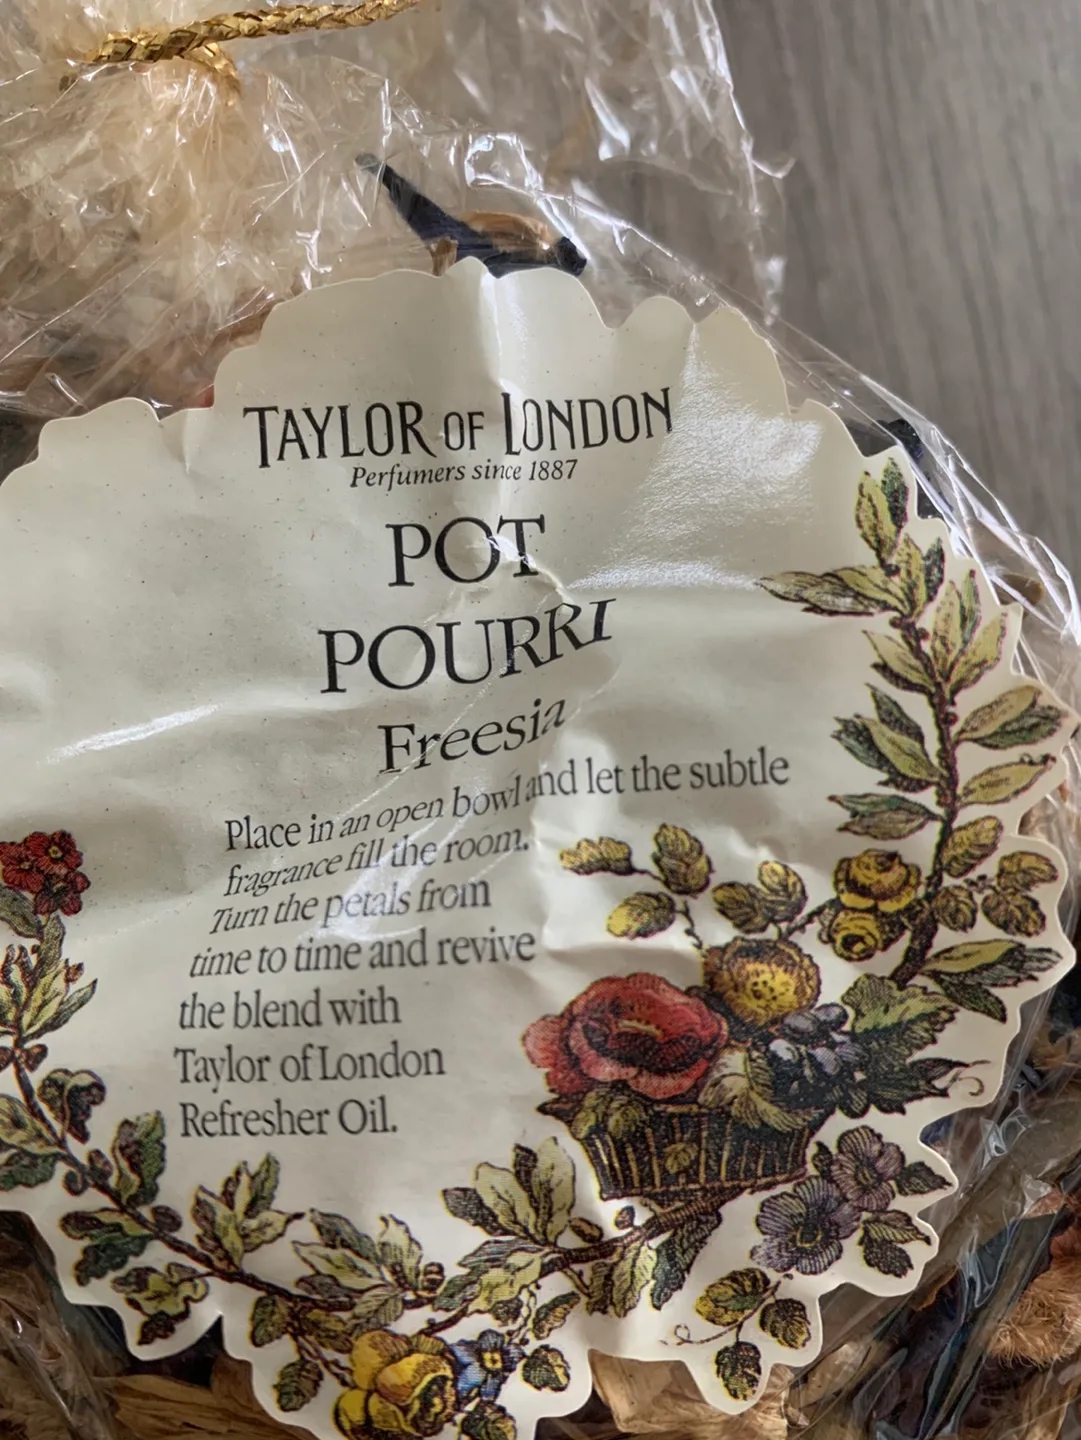 TAYLOR OF LONDON
Perfumers since 1887
POT
POURRI
Freesia
Place in an open bowl and let the subtle
fragrance fill the room.
Turn the petals from
time to time and revive
the blend with
Taylor of London
Refresher Oil.